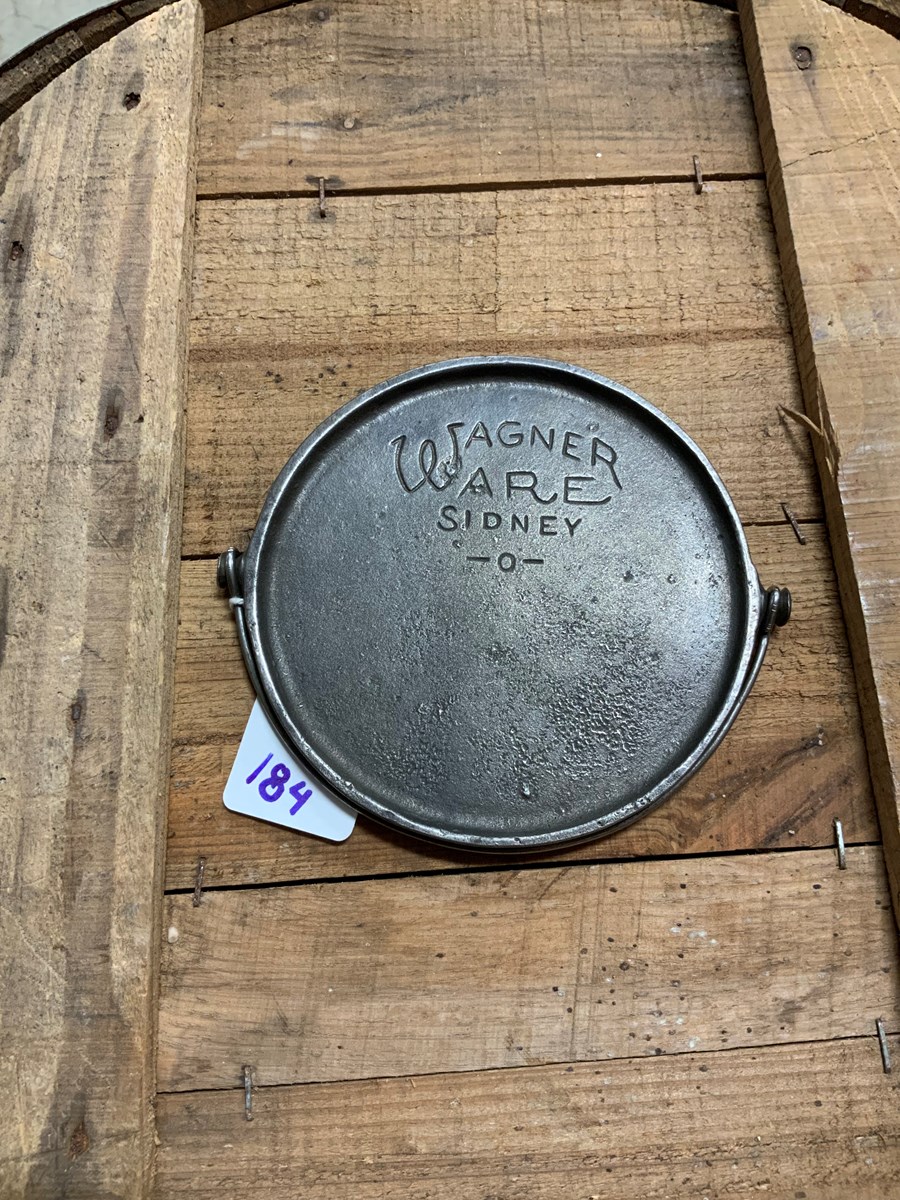 WAGNER
WARE
SIDNEY
-O-
184